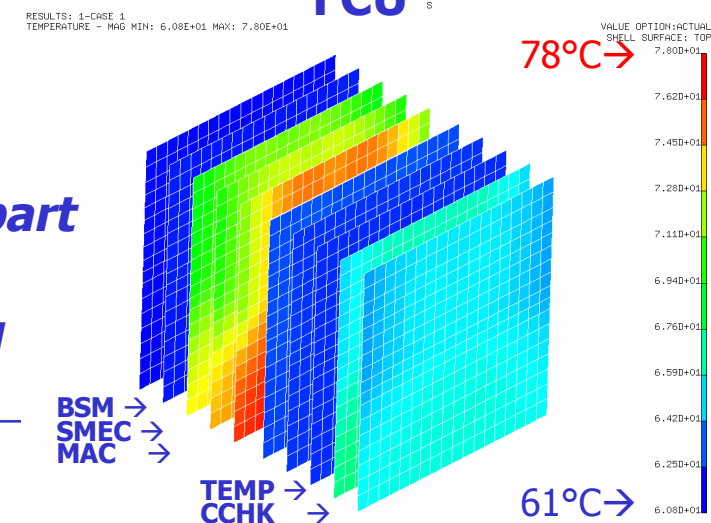 FCU
S
RESULTS: 1-CASE 1
TEMPERATURE - MAG MIN: 6.08E+01 MAX: 7.80E+01
VALUE OPTION:ACTUAL
SHELL SURFACE: TOP
78°C→
7.80D+01
7.62D+01
7.45D+01
7.28D+01
7.11D+01
6.94D+01
6.76D+01
6.59D+01
6.42D+01
6.25D+01
6.08D+01
part
BSM →
SMEC →
MAC →
TEMP →
CCHK →
61°C→